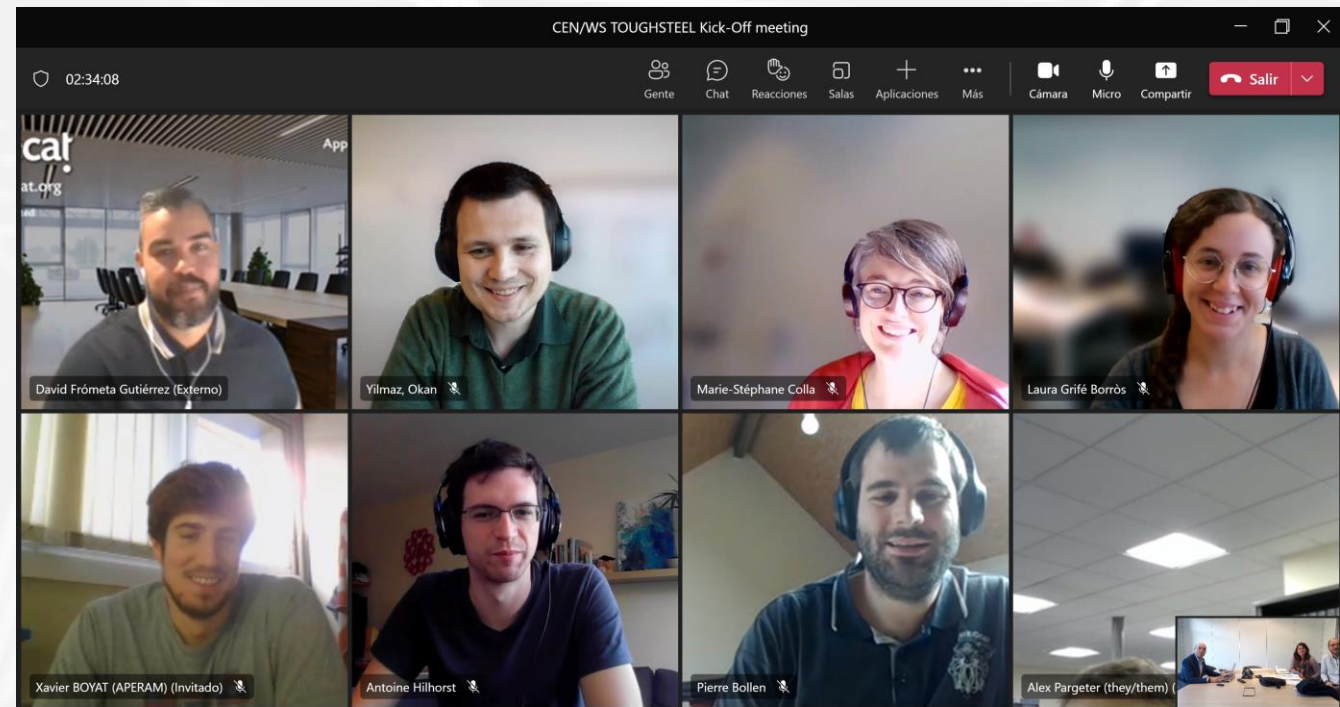 CEN/WS TOUGHSTEEL Kick-Off meeting
02:34:08
Gente
Chat
Reacciones
Salas
Aplicaciones
Más
Cámara
Micro
Compartir
Salir
cat
at.org
App
David Frómeta Gutiérrez (Externo)
Yilmaz, Okan
Marie-Stéphane Colla
Laura Grifé Borròs
Xavier BOYAT (APERAM) (Invitado)
Antoine Hilhorst
Pierre Bollen
Alex Pargeter (they/them) (